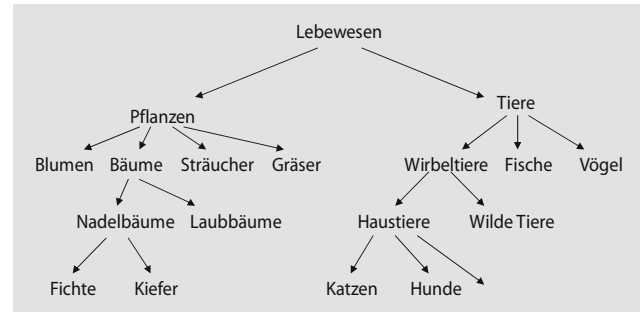 Lebewesen
Pflanzen Tiere
Blumen Bäume Sträucher Gräser Wirbeltiere Fische Vögel
Nadelbäume Laubbäume Haustiere Wilde Tiere
Fichte Kiefer Katzen Hunde